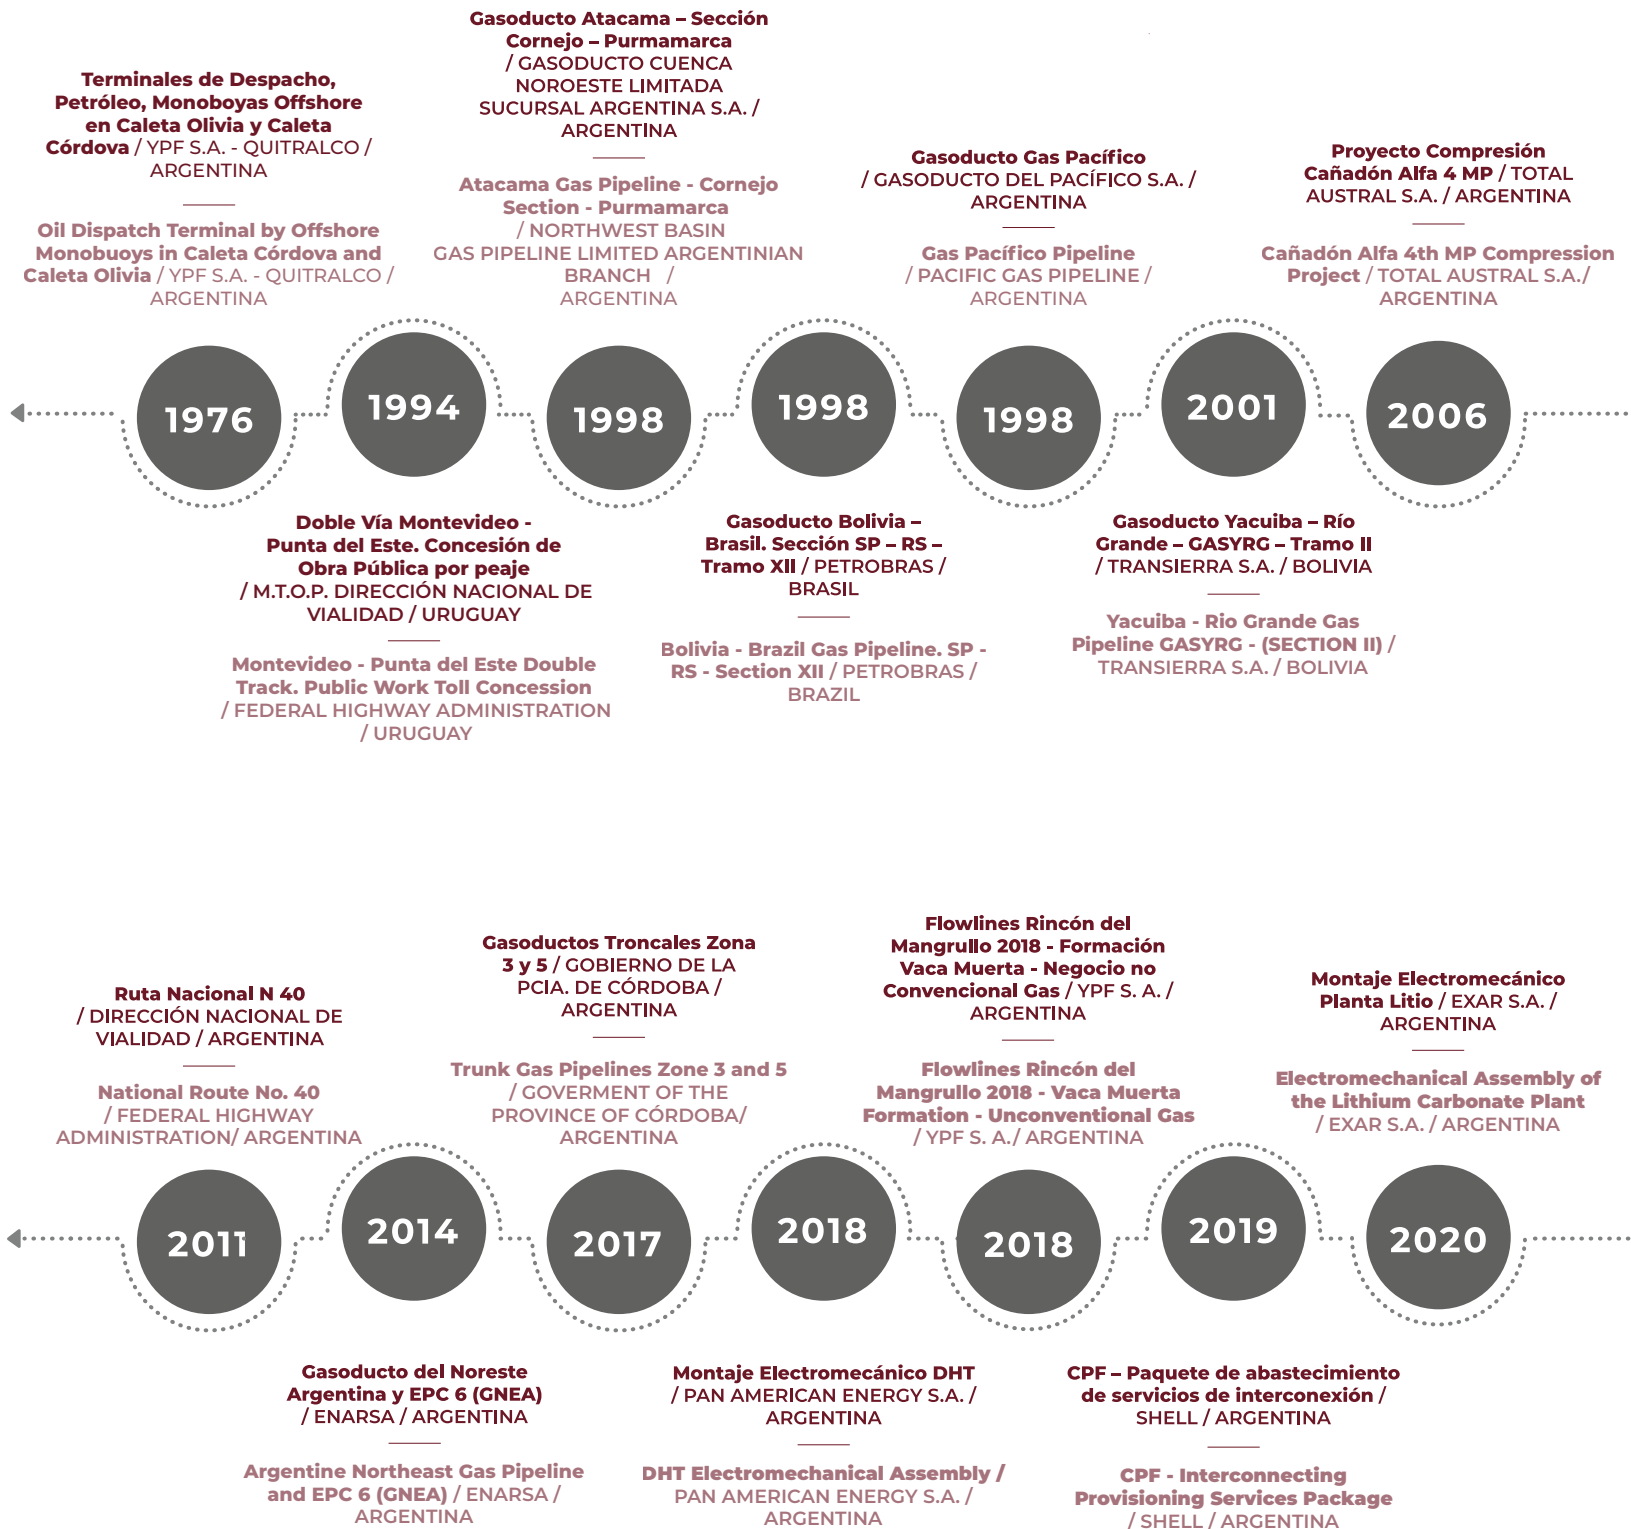 Terminales de Despacho,
Petróleo, Monoboyas Offshore
en Caleta Olivia y Caleta
Córdova / YPF S.A. - QUITRALCO /
ARGENTINA
Oil Dispatch Terminal by Offshore
Monobuoys in Caleta Córdova and
Caleta Olivia / YPF S.A. - QUITRALCO /
ARGENTINA
1976
1994
Doble Vía Montevideo -
Punta del Este. Concesión de
Obra Pública por peaje
/ M.T.O.P. DIRECCIÓN NACIONAL DE
VIALIDAD / URUGUAY
Montevideo - Punta del Este Double
Track. Public Work Toll Concession
/ FEDERAL HIGHWAY ADMINISTRATION
/ URUGUAY
Gasoducto Atacama – Sección
Cornejo – Purmamarca
/ GASODUCTO CUENCA
NOROESTE LIMITADA
SUCURSAL ARGENTINA S.A. /
ARGENTINA
Atacama Gas Pipeline - Cornejo
Section - Purmamarca
/ NORTHWEST BASIN
GAS PIPELINE LIMITED ARGENTINIAN
BRANCH /
ARGENTINA
1998
1998
Gasoducto Bolivia –
Brasil. Sección SP – RS –
Tramo XII / PETROBRAS /
BRASIL
Bolivia - Brazil Gas Pipeline. SP -
RS - Section XII / PETROBRAS /
BRAZIL
Gasoducto Gas Pacífico
/ GASODUCTO DEL PACÍFICO S.A. /
ARGENTINA
Gas Pacífico Pipeline
/ PACIFIC GAS PIPELINE /
ARGENTINA
1998
2001
Gasoducto Yacuiba – Río
Grande – GASYRG – Tramo II
/ TRANSIERRA S.A. / BOLIVIA
Yacuiba - Rio Grande Gas
Pipeline GASYRG - (SECTION II) /
TRANSIERRA S.A. / BOLIVIA
Proyecto Compresión
Cañadón Alfa 4 MP / TOTAL
AUSTRAL S.A. / ARGENTINA
Cañadón Alfa 4th MP Compression
Project / TOTAL AUSTRAL S.A./
ARGENTINA
2006
Ruta Nacional N 40
/ DIRECCIÓN NACIONAL DE
VIALIDAD / ARGENTINA
National Route No. 40
/ FEDERAL HIGHWAY
ADMINISTRATION/ ARGENTINA
2011
2014
Gasoducto del Noreste
Argentina y EPC 6 (GNEA)
/ ENARSA / ARGENTINA
Argentine Northeast Gas Pipeline
and EPC 6 (GNEA) / ENARSA /
ARGENTINA
Gasoductos Troncales Zona
3 y 5 / GOBIERNO DE LA
PCIA. DE CÓRDOBA /
ARGENTINA
Trunk Gas Pipelines Zone 3 and 5
/ GOVERMENT OF THE
PROVINCE OF CÓRDOBA/
ARGENTINA
2017
2018
Montaje Electromecánico DHT
/ PAN AMERICAN ENERGY S.A. /
ARGENTINA
DHT Electromechanical Assembly /
PAN AMERICAN ENERGY S.A. /
ARGENTINA
Flowlines Rincón del
Mangrullo 2018 - Formación
Vaca Muerta - Negocio no
Convencional Gas / YPF S. A. /
ARGENTINA
Flowlines Rincón del
Mangrullo 2018 - Vaca Muerta
Formation - Unconventional Gas
/ YPF S. A./ ARGENTINA
2018
2019
CPF – Paquete de abastecimiento
de servicios de interconexión /
SHELL / ARGENTINA
CPF - Interconnecting
Provisioning Services Package
/ SHELL / ARGENTINA
Montaje Electromecánico
Planta Litio / EXAR S.A. /
ARGENTINA
Electromechanical Assembly of
the Lithium Carbonate Plant
/ EXAR S.A. / ARGENTINA
2020